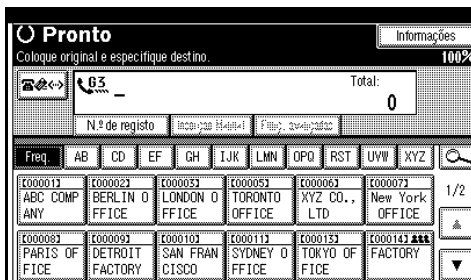 Pronto
Informações
Coloque original e especifique destino.
100%
G3
Total:
0
N.º de registo
Freq. AB CD EF GH IJK LMN OPQ RST UVW XYZ
[00001] [00002] [00003] [00005] [00006] [00007]
ABC COMP BERLIN O LONDON O TORONTO XYZ CO., New York
ANY FFICE FFICE OFFICE LTD OFFICE
1/2
[00008] [00009] [00010] [00011] [00013] [00014]
PARIS OF DETROIT SAN FRAN SYDNEY O TOKYO OF FACTORY
FICE FACTORY CISCO FFICE FICE